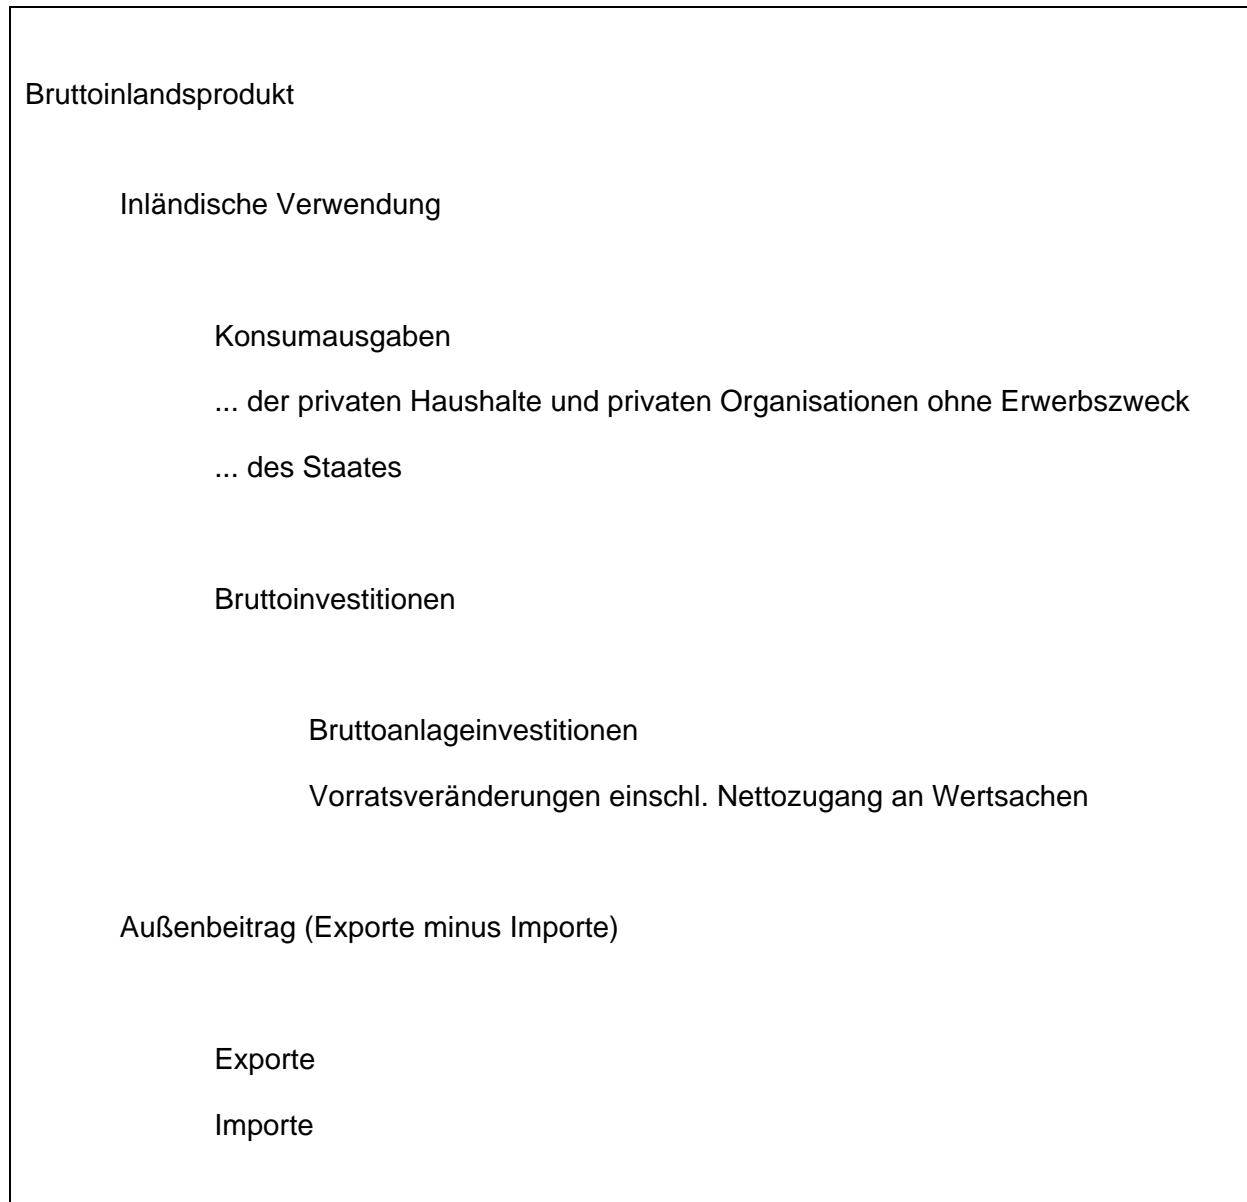 Bruttoinlandsprodukt
Inländische Verwendung
Konsumausgaben
... der privaten Haushalte und privaten Organisationen ohne Erwerbszweck
... des Staates
Bruttoinvestitionen
Bruttoanlageinvestitionen
Vorratsveränderungen einschl. Nettozugang an Wertsachen
Außenbeitrag (Exporte minus Importe)
Exporte
Importe